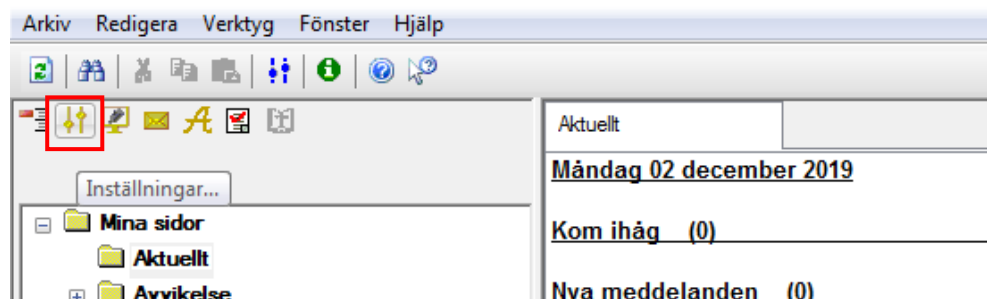 Arkiv Redigera Verktyg Fönster Hjälp
Inställningar...
Mina sidor
Aktuellt
Avvikelse
Aktuellt
Måndag 02 december 2019
Kom ihåg (0)
Nya meddelanden (0)